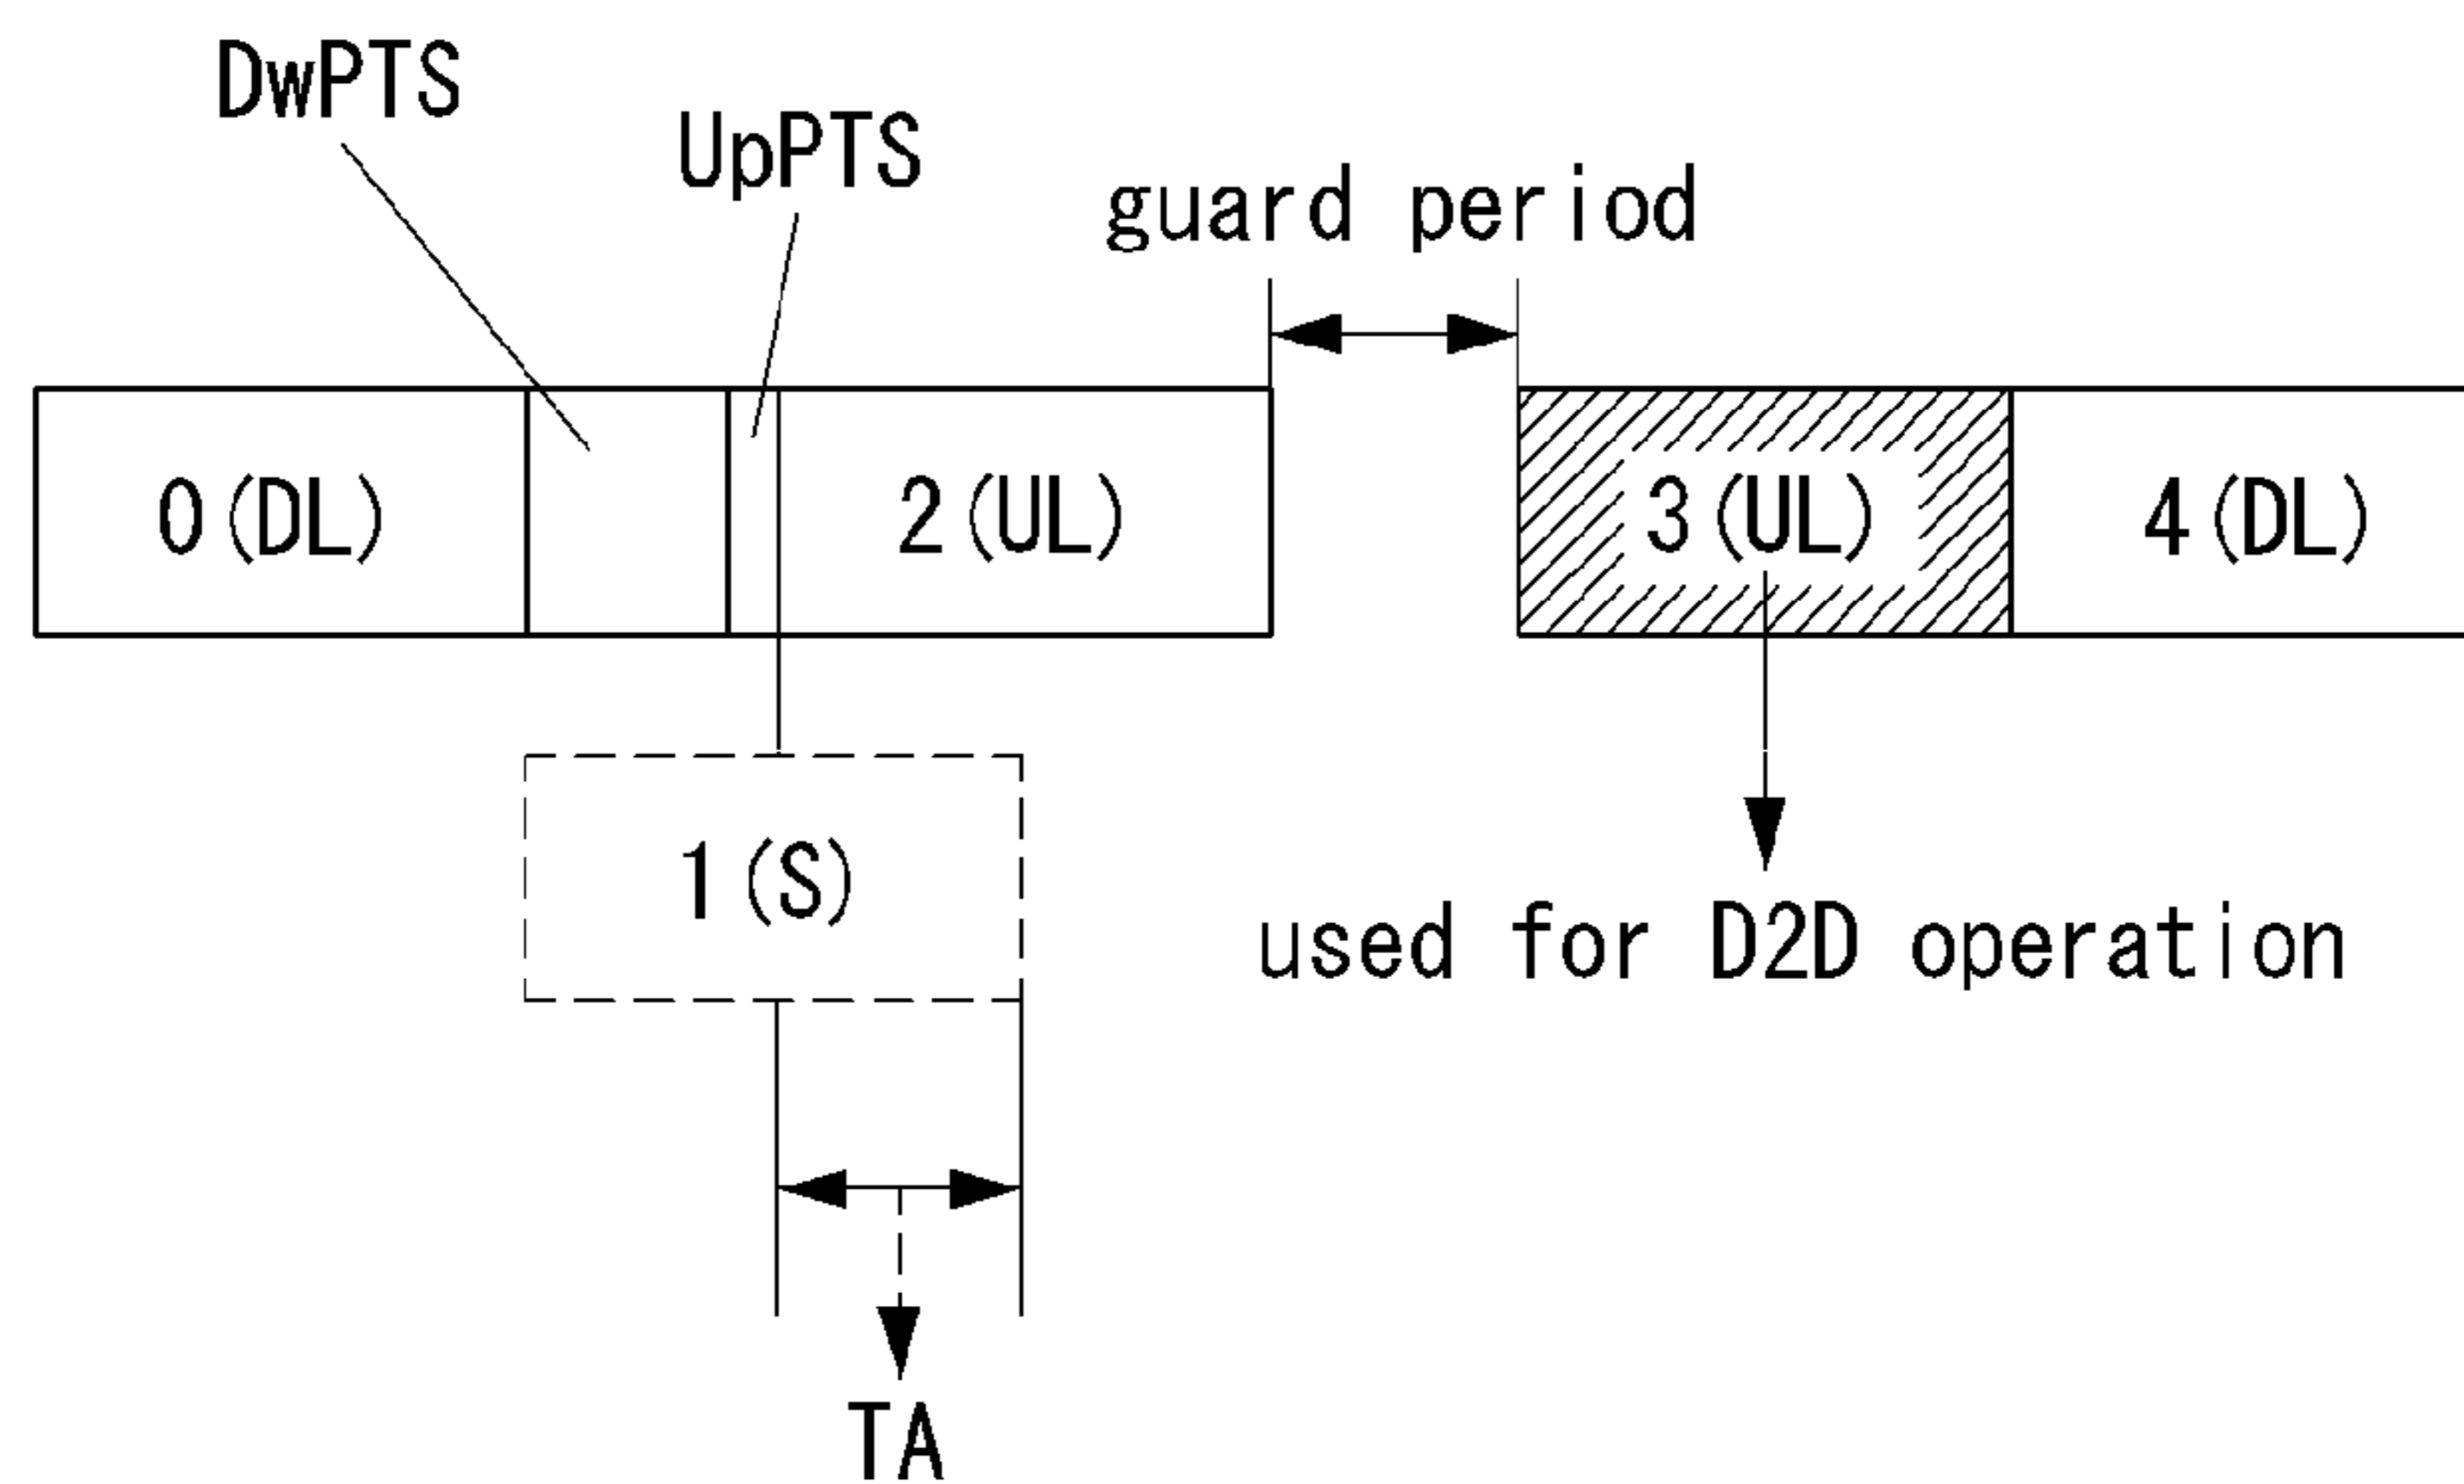 DwPTS
UpPTS
guard period
0(DL)
2(UL)
3(UL)
4(DL)
1(S)
used for D2D operation
TA